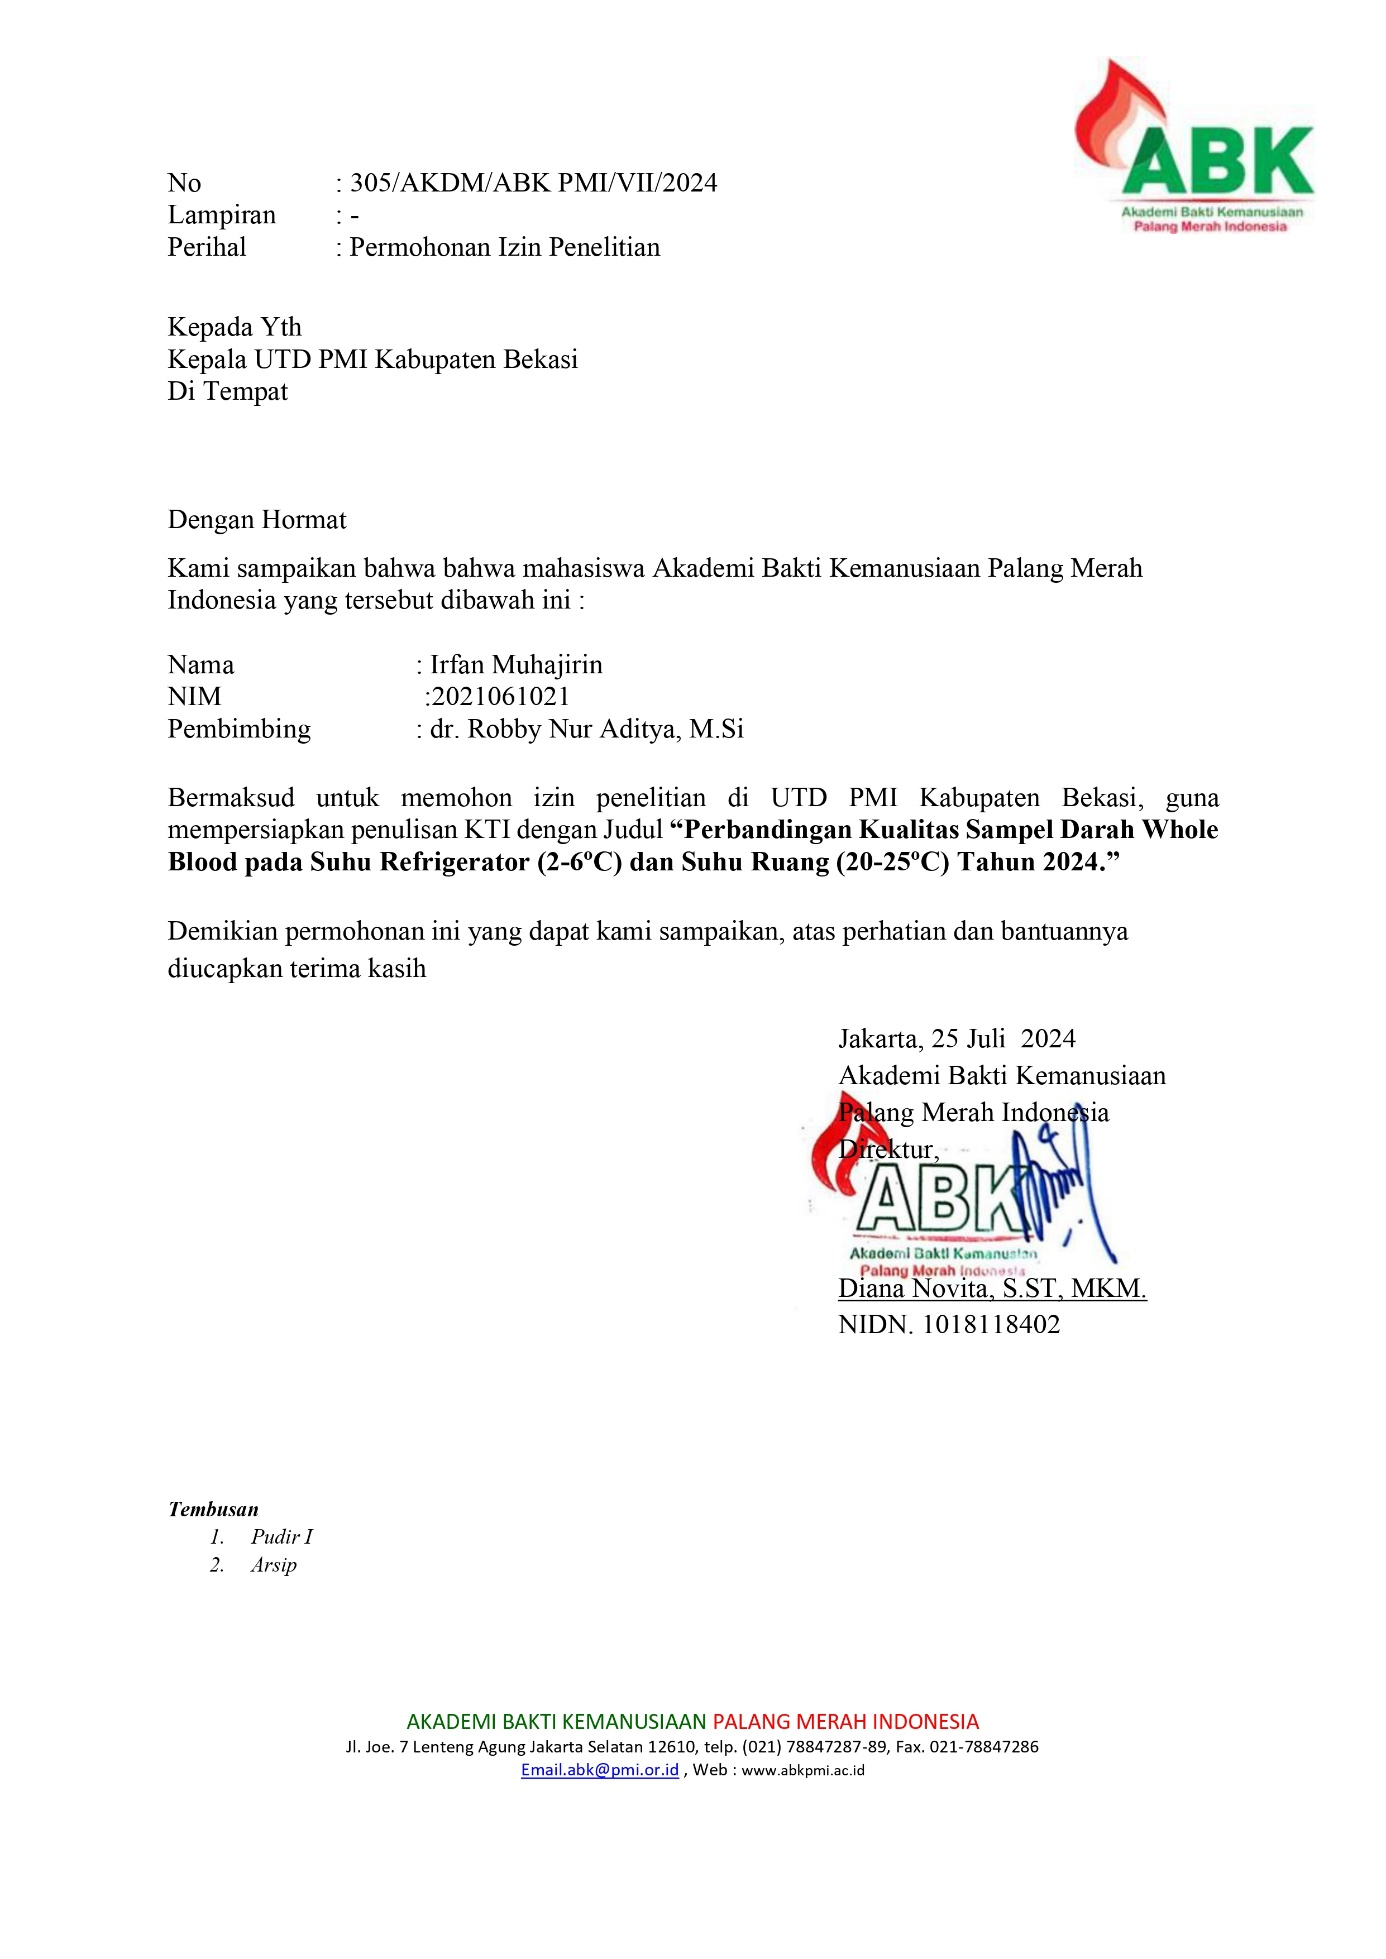 ABK
Akademi Bakti Kemanusiaan
Palang Merah Indonesia
No : 305/AKDM/ABK PMI/VII/2024
Lampiran : -
Perihal : Permohonan Izin Penelitian
Kepada Yth
Kepala UTD PMI Kabupaten Bekasi
Di Tempat
Dengan Hormat
Kami sampaikan bahwa bahwa mahasiswa Akademi Bakti Kemanusiaan Palang Merah
Indonesia yang tersebut dibawah ini :
Nama : Irfan Muhajirin
NIM :2021061021
Pembimbing : dr. Robby Nur Aditya, M.Si
Bermaksud untuk memohon izin penelitian di UTD PMI Kabupaten Bekasi, guna
mempersiapkan penulisan KTI dengan Judul “Perbandingan Kualitas Sampel Darah Whole
Blood pada Suhu Refrigerator (2-6ºC) dan Suhu Ruang (20-25ºC) Tahun 2024.”
Demikian permohonan ini yang dapat kami sampaikan, atas perhatian dan bantuannya
diucapkan terima kasih
Jakarta, 25 Juli  2024
Akademi Bakti Kemanusiaan
Palang Merah Indonesia
Direktur,
ABK
Akademi Bakti Kemanusian
Palang Merah Indonesia
Diana Novita, S.ST, MKM.
NIDN. 1018118402
Tembusan
1. Pudir I
2. Arsip
AKADEMI BAKTI KEMANUSIAAN PALANG MERAH INDONESIA
Jl. Joe. 7 Lenteng Agung Jakarta Selatan 12610, telp. (021) 78847287-89, Fax. 021-78847286
Email.abk@pmi.or.id , Web : www.abkpmi.ac.id